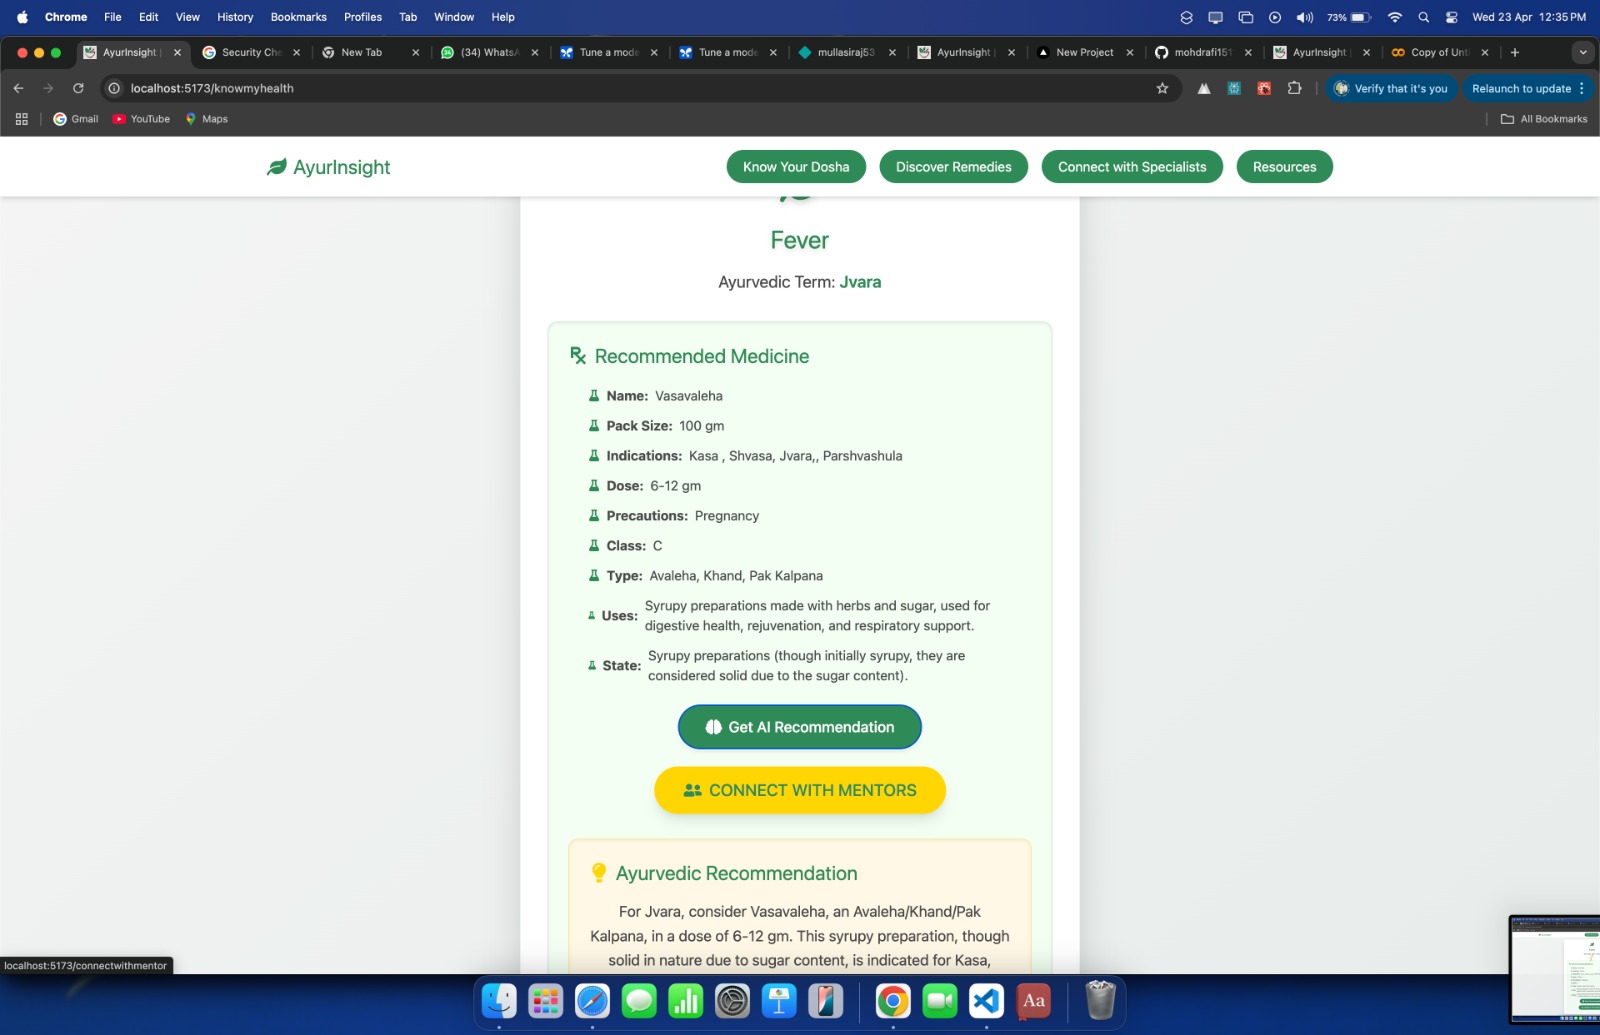 Chrome File Edit View History Bookmarks Profiles Tab Window Help 73% Wed 23 Apr 12:35 PM
AyurInsight | Security Che New Tab (34) WhatsA Tune a mode Tune a mode mullasiraj53 AyurInsight | New Project mohdrafi151 AyurInsight | Copy of Unti
localhost:5173/knowmyhealth Verify that it's you Relaunch to update
Gmail YouTube Maps All Bookmarks
AyurInsight Know Your Dosha Discover Remedies Connect with Specialists Resources
Fever
Ayurvedic Term: Jvara
Recommended Medicine
Name: Vasavaleha
Pack Size: 100 gm
Indications: Kasa , Shvasa, Jvara,, Parshvashula
Dose: 6-12 gm
Precautions: Pregnancy
Class: C
Type: Avaleha, Khand, Pak Kalpana
Uses: Syrupy preparations made with herbs and sugar, used for
digestive health, rejuvenation, and respiratory support.
State: Syrupy preparations (though initially syrupy, they are
considered solid due to the sugar content).
Get AI Recommendation
CONNECT WITH MENTORS
Ayurvedic Recommendation
For Jvara, consider Vasavaleha, an Avaleha/Khand/Pak
Kalpana, in a dose of 6-12 gm. This syrupy preparation, though
solid in nature due to sugar content, is indicated for Kasa,
localhost:5173/connectwithmentor
Aa